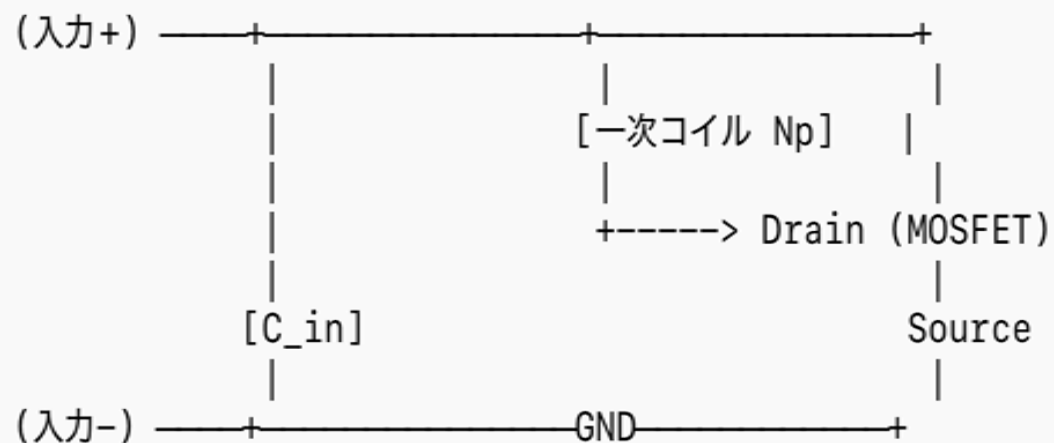 (入力+) ────+───────────+───────────+
| | |
[一次コイル Np] |
| | |
+-----> Drain (MOSFET)
| |
[C_in] Source
| |
(入力-) ────+───────────GND─────────+